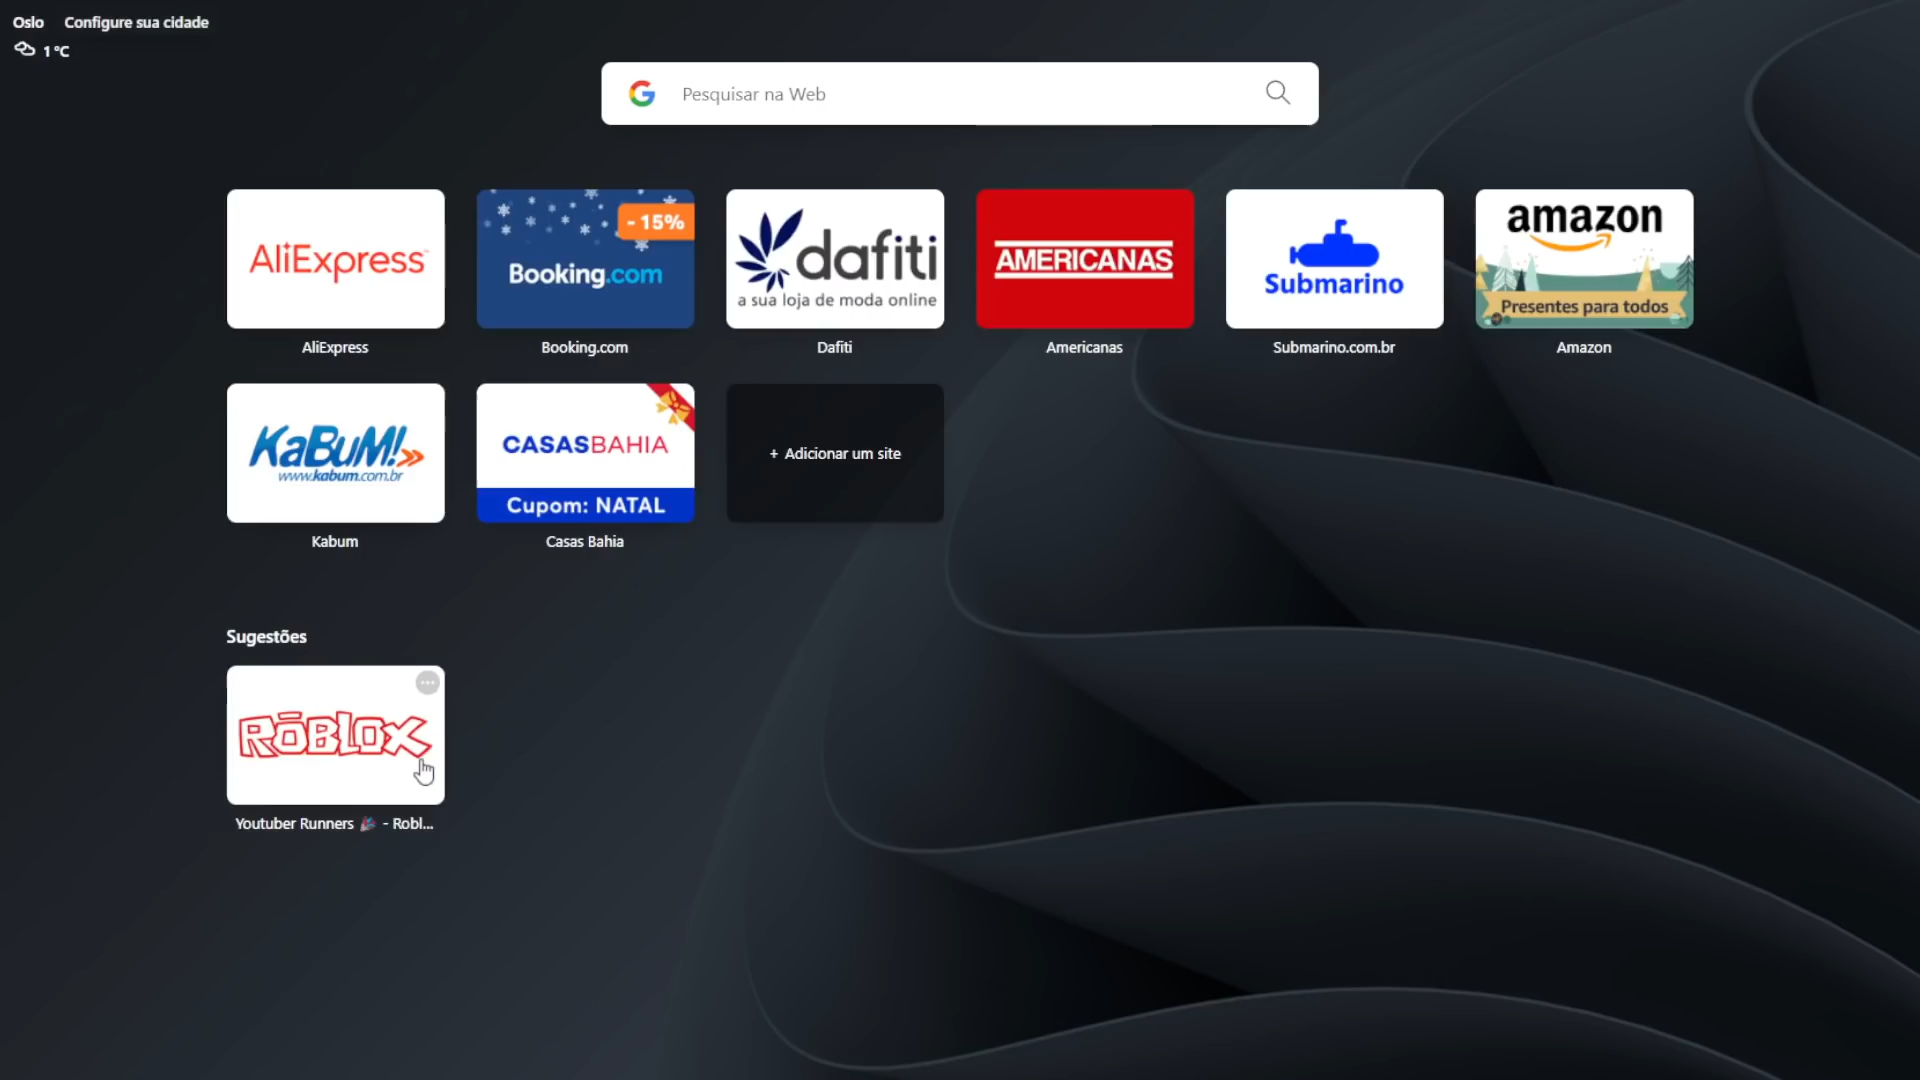 Oslo Configure sua cidade
1 °C
Pesquisar na Web
AliExpress
- 15%
Booking.com
dafiti
a sua loja de moda online
AMERICANAS
Submarino
amazon
Presentes para todos
AliExpress
Booking.com
Dafiti
Americanas
Submarino.com.br
Amazon
KaBuM!
www.kabum.com.br
CASASBAHIA
Cupom: NATAL
+ Adicionar um site
Kabum
Casas Bahia
Sugestões
ROBLOX
Youtuber Runners 🎉 - Robl...